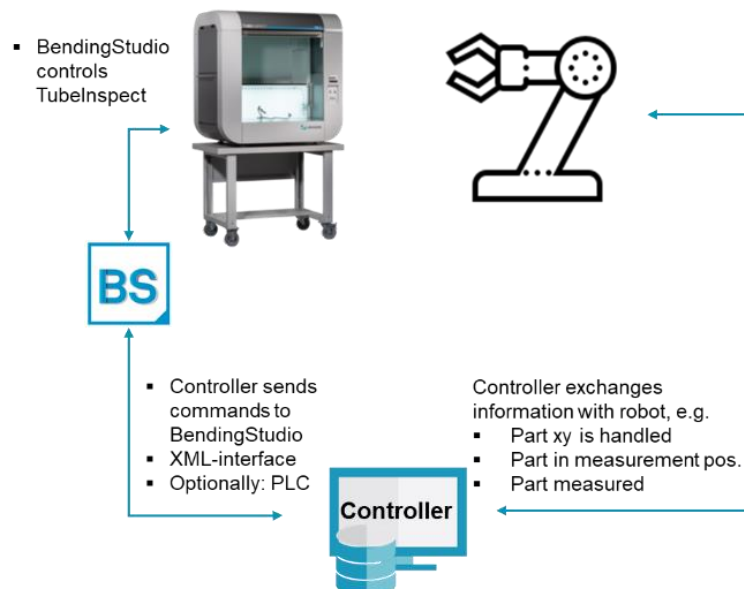 ▪ BendingStudio
controls
TubeInspect
BS
▪ Controller sends
commands to
BendingStudio
▪ XML-interface
▪ Optionally: PLC
Controller exchanges
information with robot, e.g.
▪ Part xy is handled
▪ Part in measurement pos.
▪ Part measured
Controller